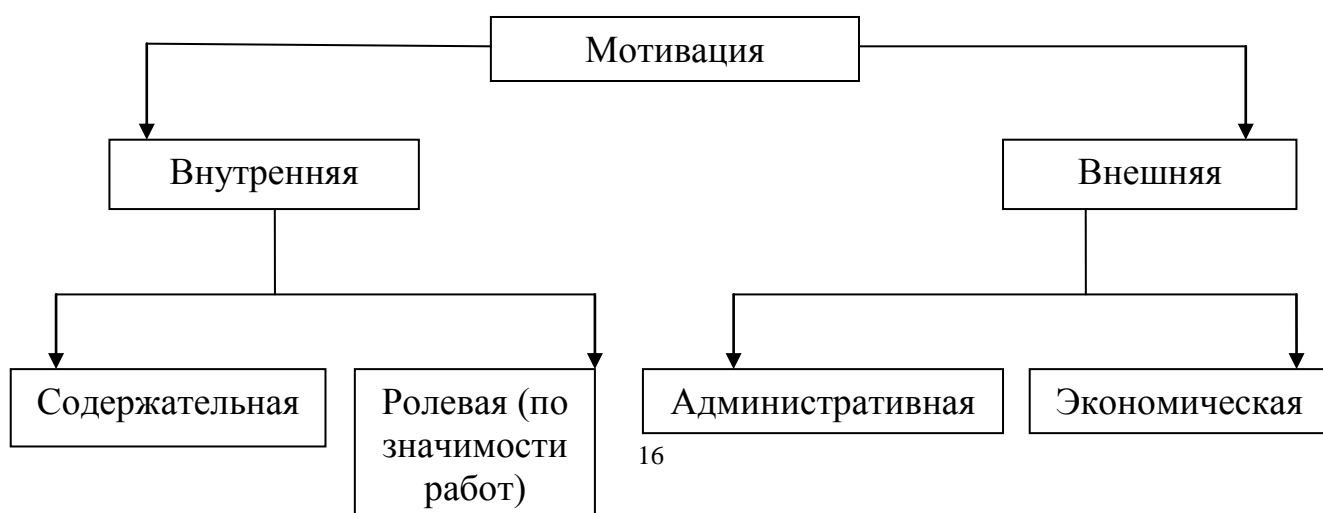 Мотивация
Внутренняя
Внешняя
Содержательная
Ролевая (по
значимости
работ)
Административная
Экономическая
16